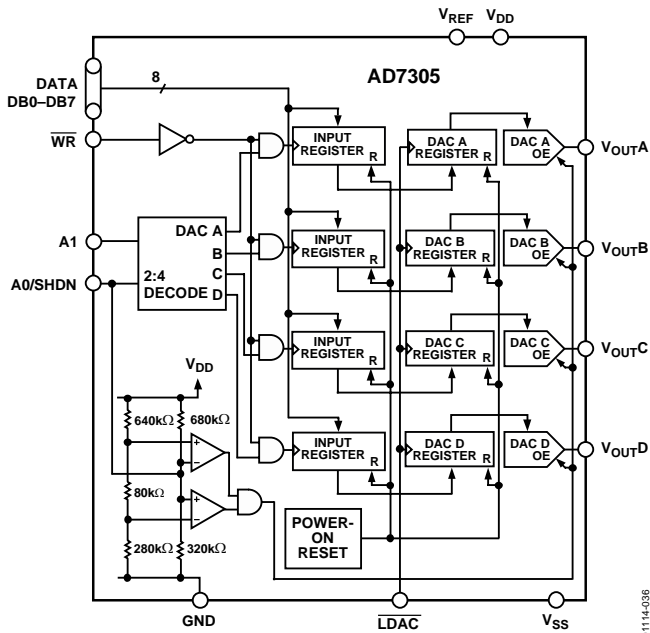 VREF VDD
AD7305
DATA
DB0–DB7
8
WR
INPUT
REGISTER
R
DAC A
REGISTER
R
DAC A
OE
VOUTA
A1
A0/SHDN
2:4
DECODE
DAC A
B
C
D
INPUT
REGISTER
R
DAC B
REGISTER
R
DAC B
OE
VOUTB
INPUT
REGISTER
R
DAC C
REGISTER
R
DAC C
OE
VOUTC
VDD
640kΩ
680kΩ
+
–
80kΩ
+
–
280kΩ
320kΩ
INPUT
REGISTER
R
DAC D
REGISTER
R
DAC D
OE
VOUTD
POWER-
ON
RESET
GND
LDAC
VSS
1114-036